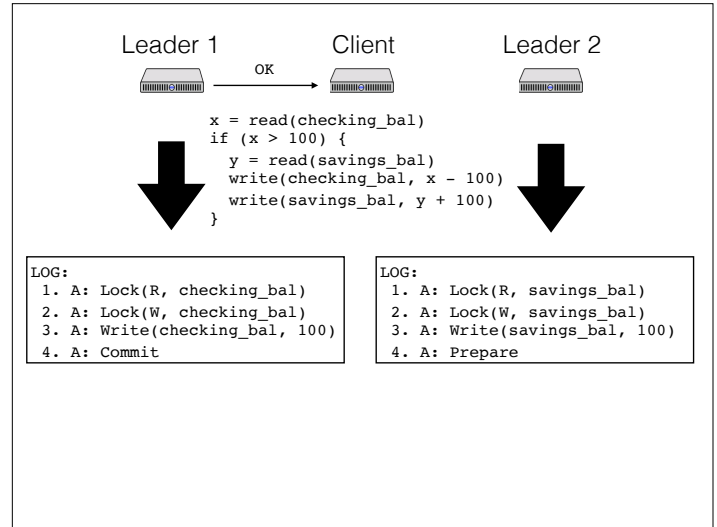 Leader 1
Client
Leader 2
OK
x = read(checking_bal)
if (x > 100) {
y = read(savings_bal)
write(checking_bal, x - 100)
write(savings_bal, y + 100)
}
LOG:
1. A: Lock(R, checking_bal)
2. A: Lock(W, checking_bal)
3. A: Write(checking_bal, 100)
4. A: Commit
LOG:
1. A: Lock(R, savings_bal)
2. A: Lock(W, savings_bal)
3. A: Write(savings_bal, 100)
4. A: Prepare